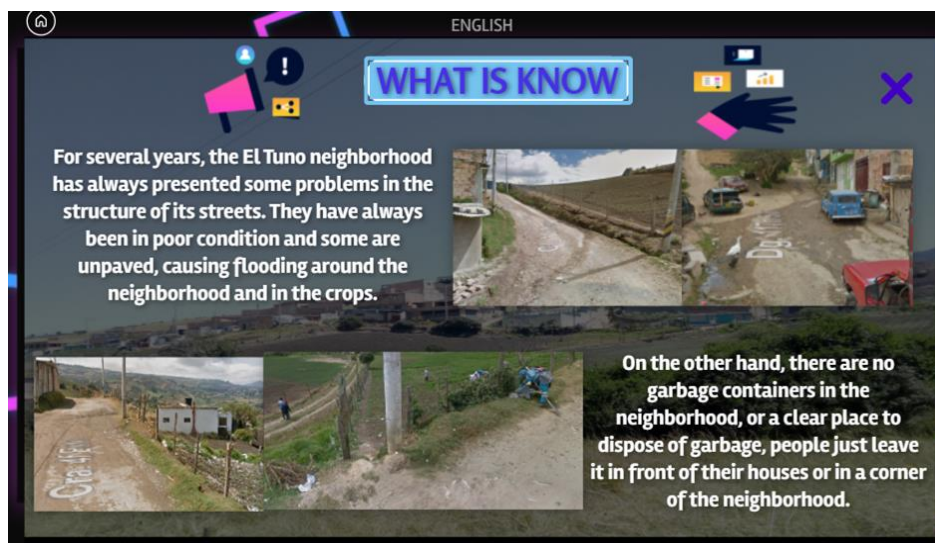 ENGLISH
WHAT IS KNOW
For several years, the El Tuno neighborhood
has always presented some problems in the
structure of its streets. They have always
been in poor condition and some are
unpaved, causing flooding around the
neighborhood and in the crops.
On the other hand, there are no
garbage containers in the
neighborhood, or a clear place to
dispose of garbage, people just leave
it in front of their houses or in a corner
of the neighborhood.